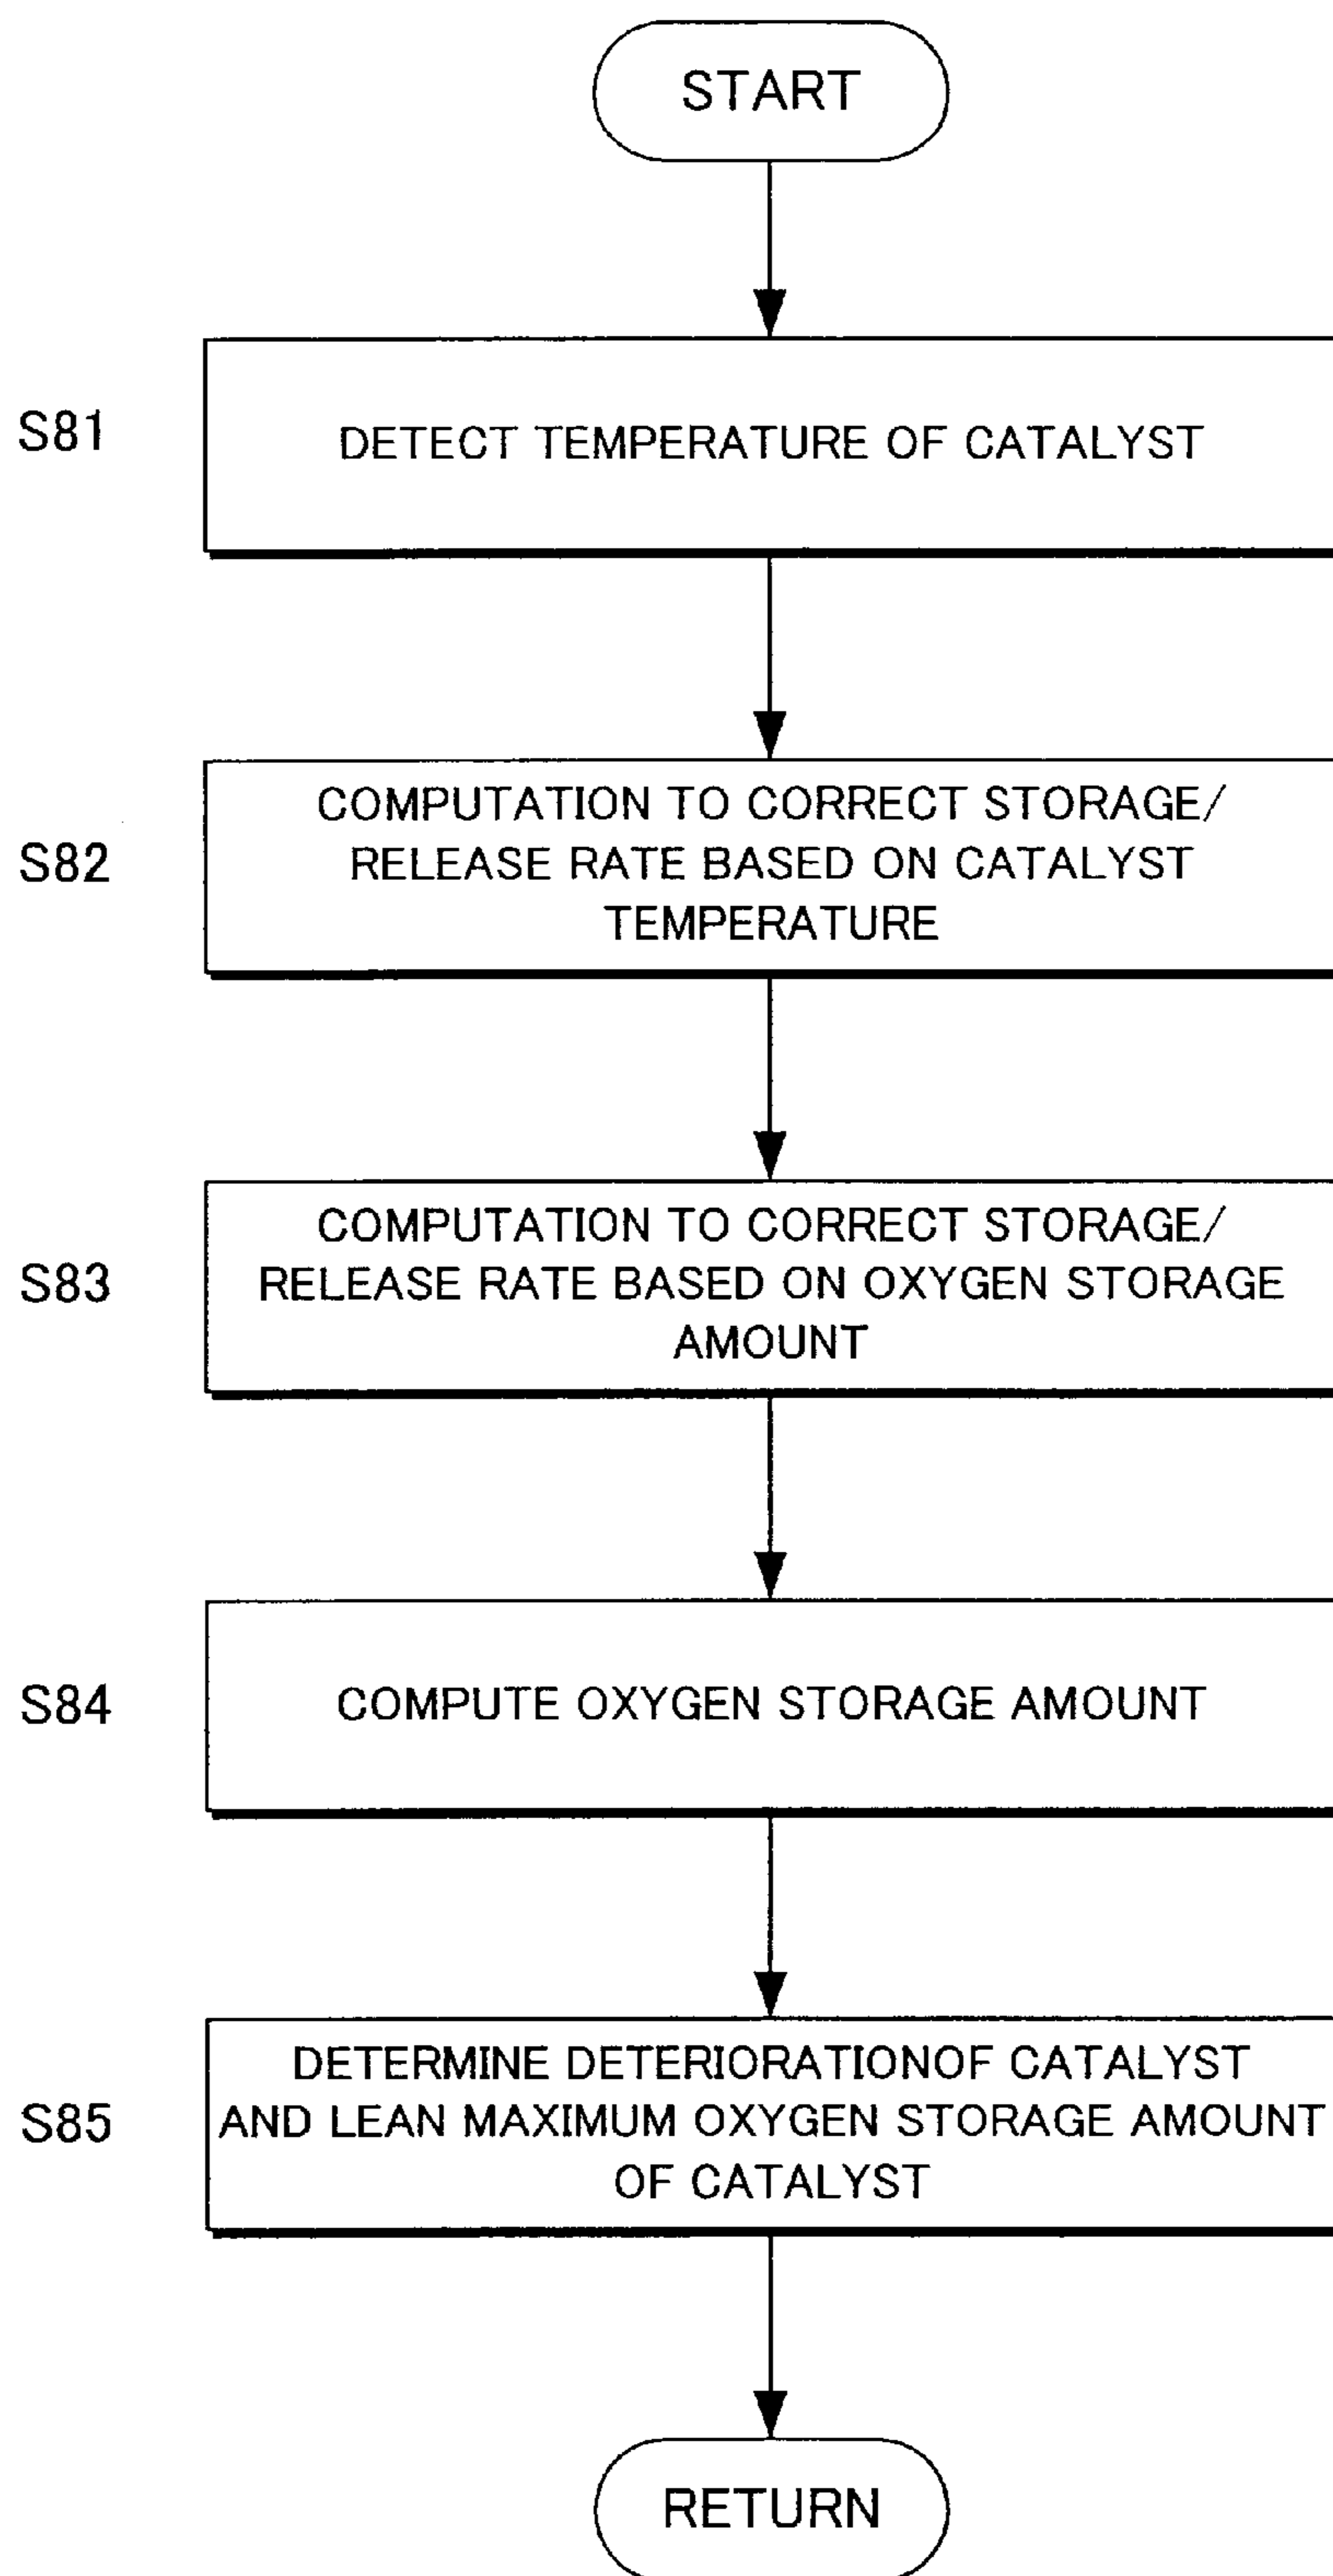 START
S81
DETECT TEMPERATURE OF CATALYST
S82
COMPUTATION TO CORRECT STORAGE/
RELEASE RATE BASED ON CATALYST
TEMPERATURE
S83
COMPUTATION TO CORRECT STORAGE/
RELEASE RATE BASED ON OXYGEN STORAGE
AMOUNT
S84
COMPUTE OXYGEN STORAGE AMOUNT
S85
DETERMINE DETERIORATIONOF CATALYST
AND LEAN MAXIMUM OXYGEN STORAGE AMOUNT
OF CATALYST
RETURN